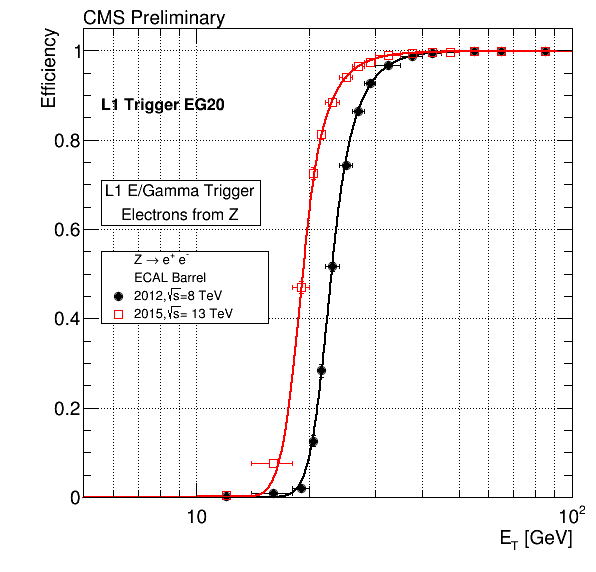 CMS Preliminary
Efficiency
1
L1 Trigger EG20
0.8
L1 E/Gamma Trigger
Electrons from Z
0.6
Z → e⁺ e⁻
ECAL Barrel
2012,√s=8 TeV
0.4
2015,√s= 13 TeV
0.2
0
10
10²
E_T [GeV]